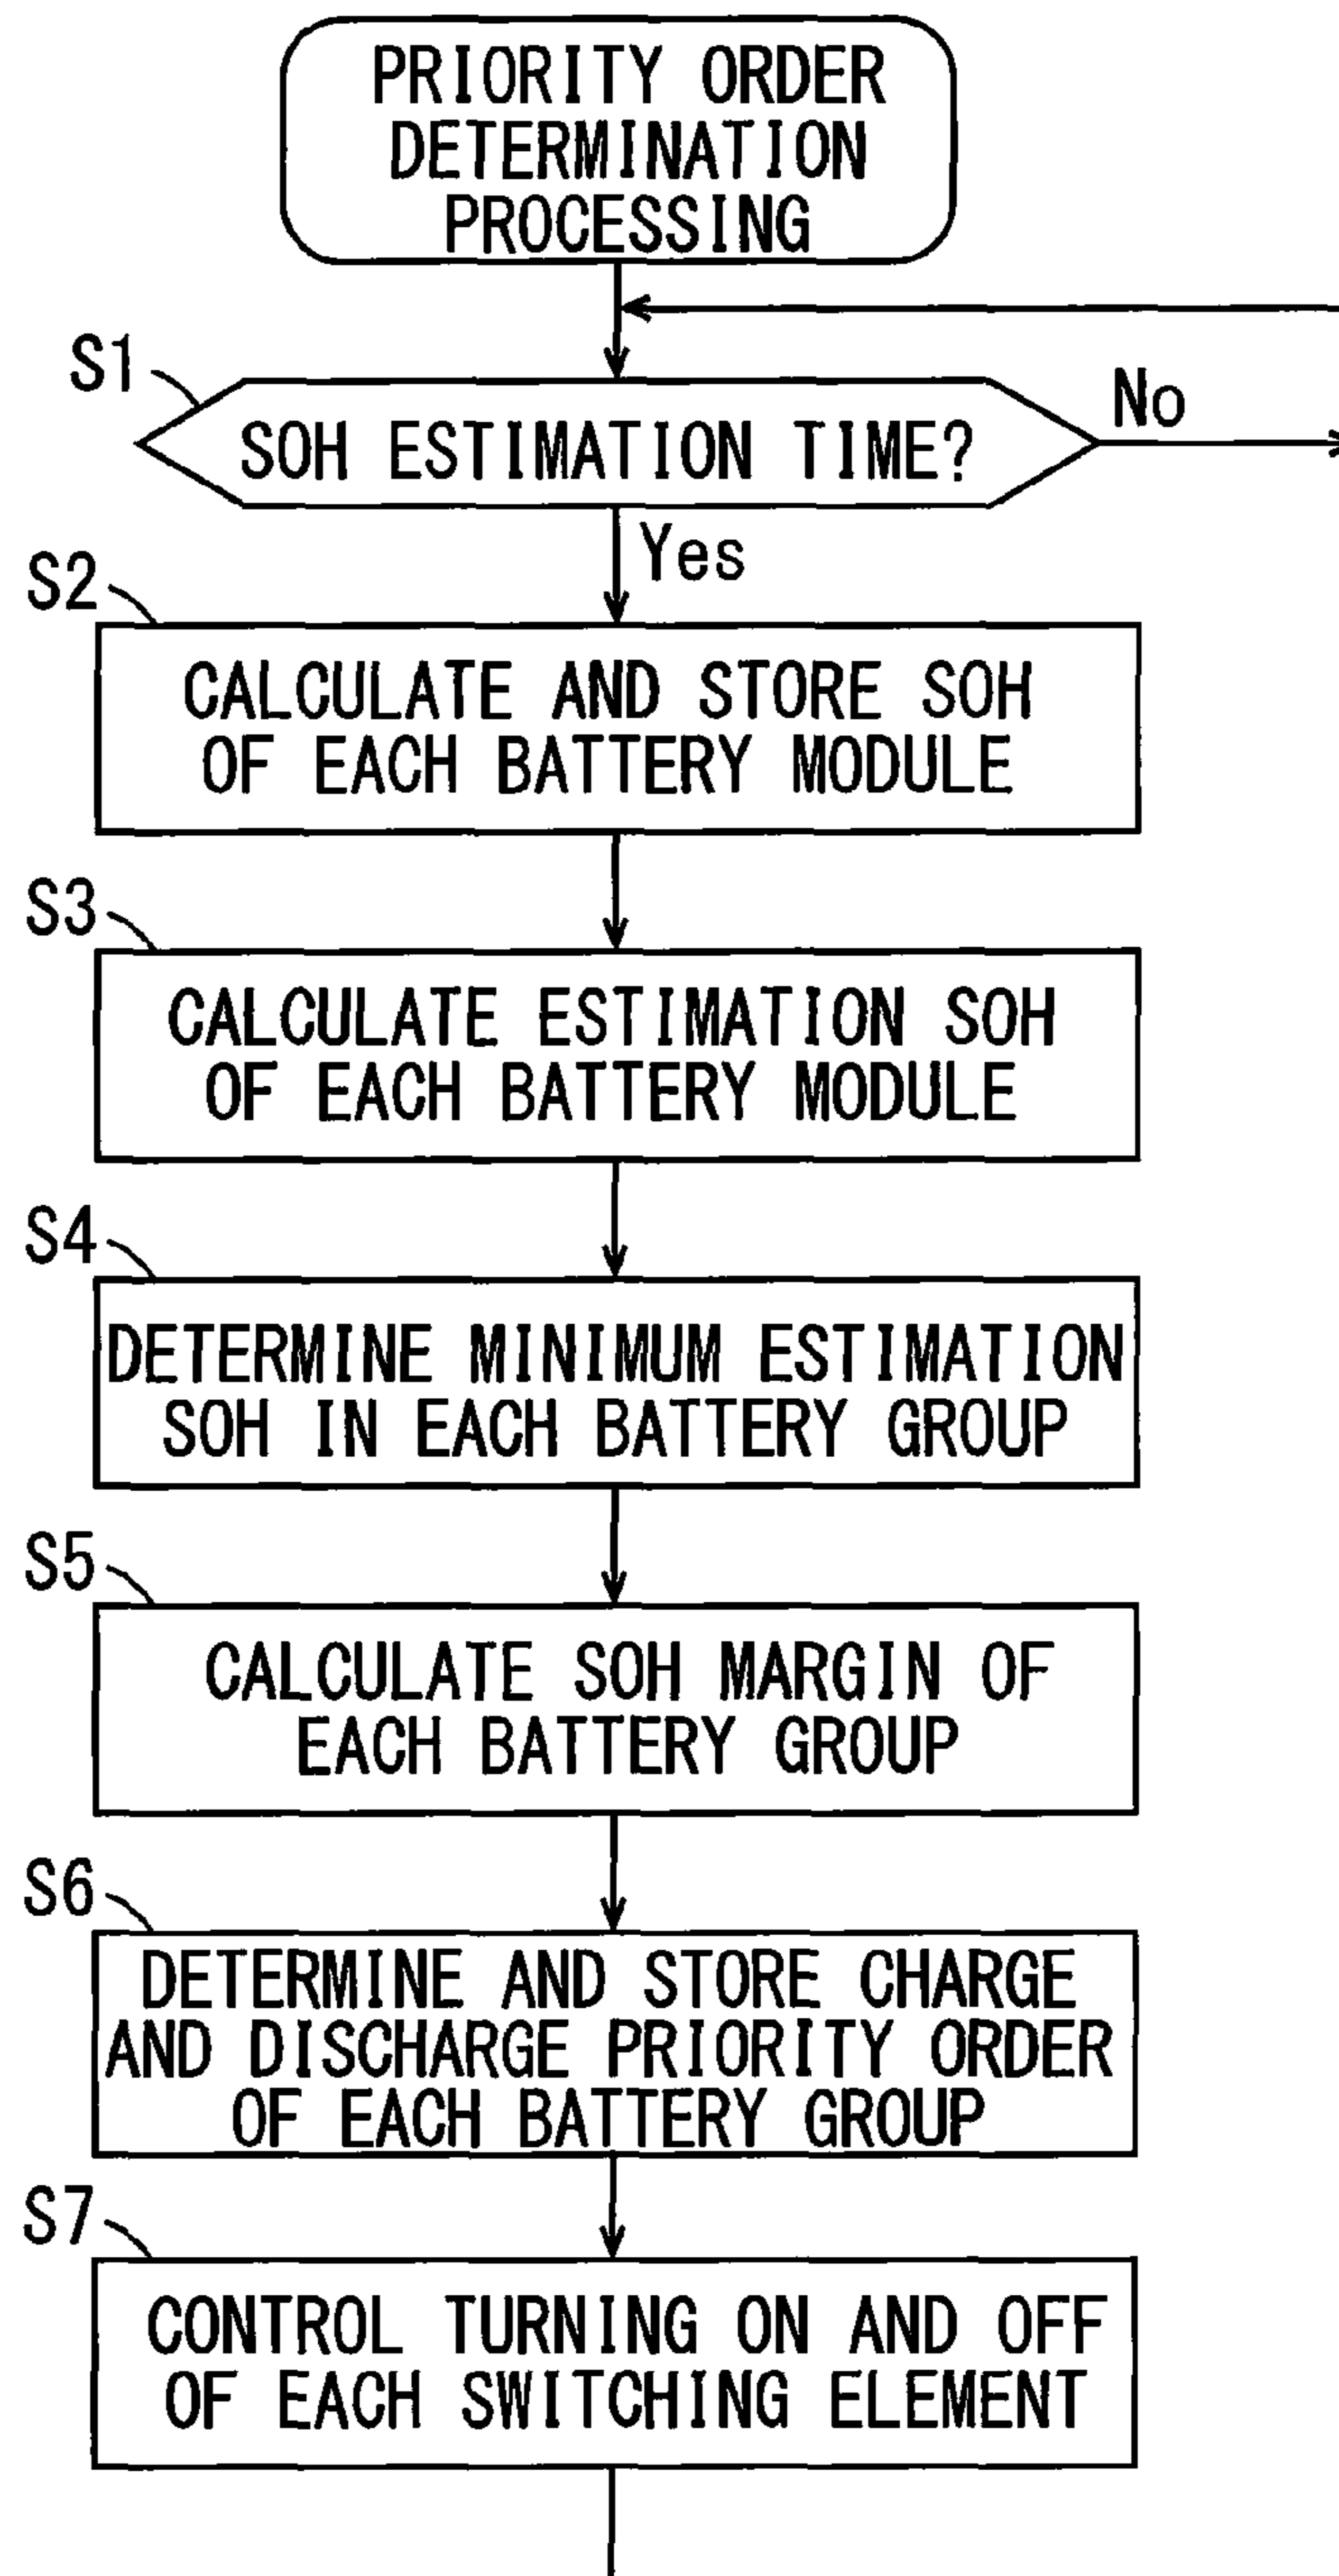 PRIORITY ORDER
DETERMINATION
PROCESSING
S1
SOH ESTIMATION TIME?
No
Yes
S2
CALCULATE AND STORE SOH
OF EACH BATTERY MODULE
S3
CALCULATE ESTIMATION SOH
OF EACH BATTERY MODULE
S4
DETERMINE MINIMUM ESTIMATION
SOH IN EACH BATTERY GROUP
S5
CALCULATE SOH MARGIN OF
EACH BATTERY GROUP
S6
DETERMINE AND STORE CHARGE
AND DISCHARGE PRIORITY ORDER
OF EACH BATTERY GROUP
S7
CONTROL TURNING ON AND OFF
OF EACH SWITCHING ELEMENT